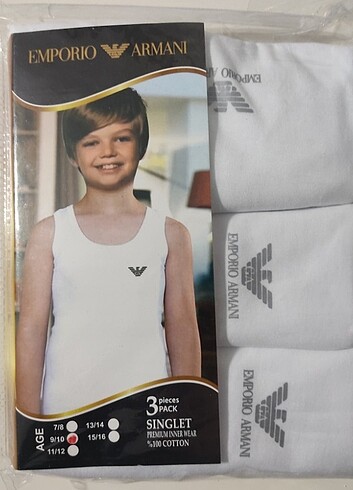 EMPORIO ARMANI
3 pieces
PACK
SINGLET
PREMIUM INNER WEAR
%100 COTTON
AGE
7/8
9/10
11/12
13/14
15/16
EMPORIO
ARMANI
EMPORIO
ARMANI
EMPORIO
ARMANI